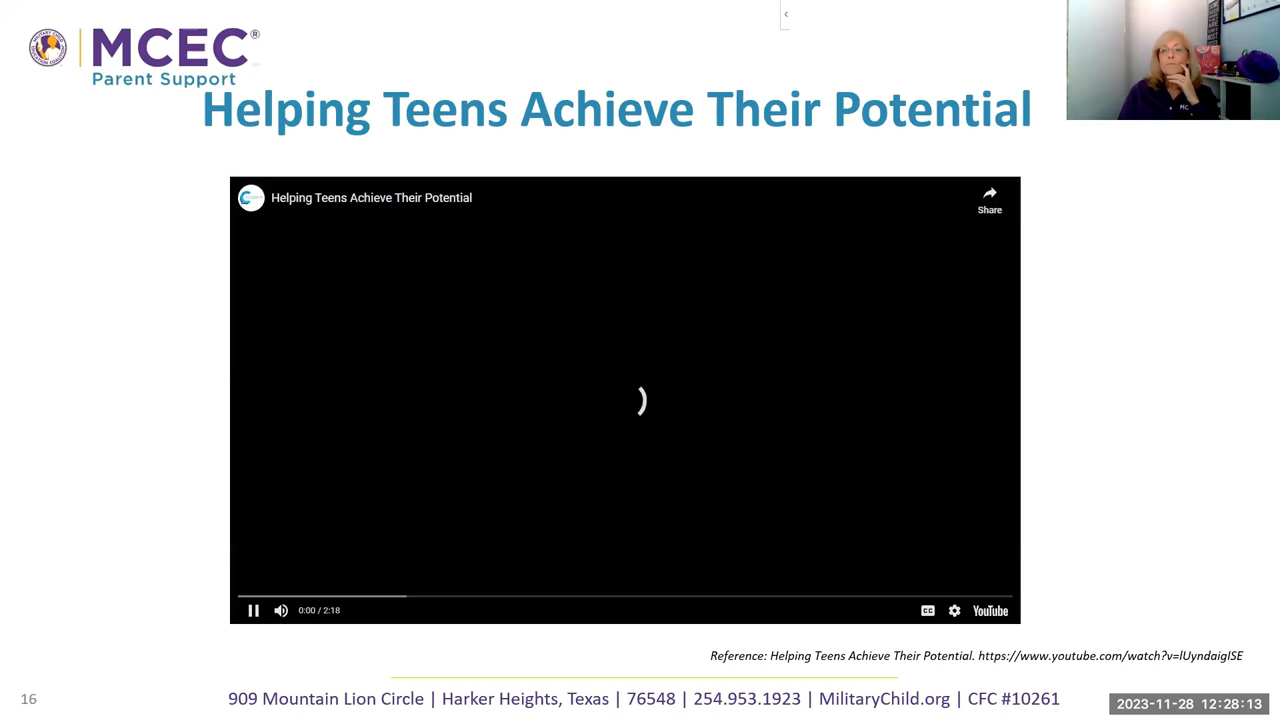 MCEC®
Parent Support
Helping Teens Achieve Their Potential
Helping Teens Achieve Their Potential
Share
0:00 / 2:18
CC
YouTube
Reference: Helping Teens Achieve Their Potential. https://www.youtube.com/watch?v=lUyndaiglSE
16
909 Mountain Lion Circle | Harker Heights, Texas | 76548 | 254.953.1923 | MilitaryChild.org | CFC #10261
2023-11-28 12:28:13